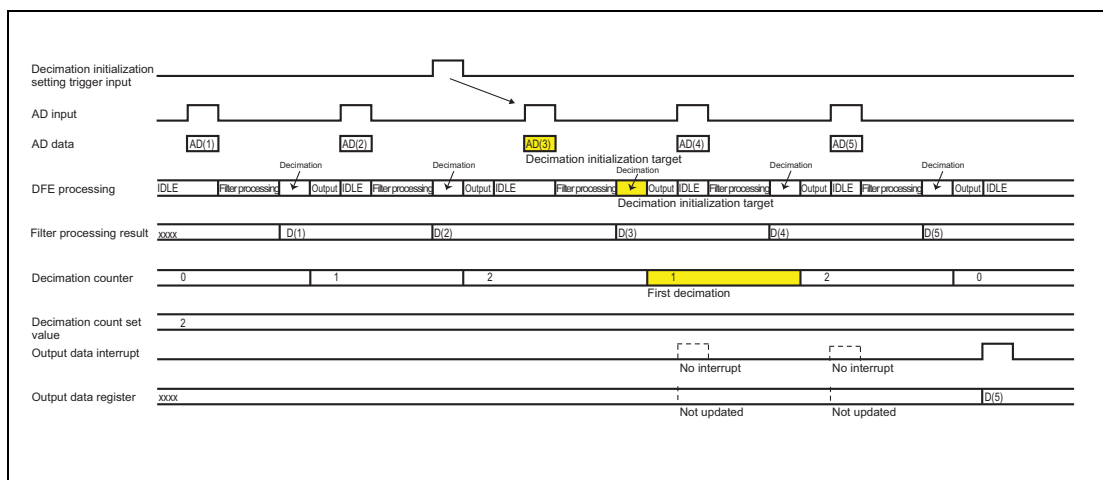 Decimation initialization
setting trigger input
AD input
AD data
AD(1) AD(2) AD(3) AD(4) AD(5)
Decimation initialization target
Decimation Decimation Decimation Decimation Decimation
DFE processing
IDLE Filter processing Output IDLE Filter processing Output IDLE Filter processing Output IDLE Filter processing Output IDLE Filter processing Output IDLE
Decimation initialization target
Filter processing result
xxxx D(1) D(2) D(3) D(4) D(5)
Decimation counter
0 1 2 1 2 0
First decimation
Decimation count set
value
2
Output data interrupt
No interrupt No interrupt
Output data register
xxxx D(5)
Not updated Not updated